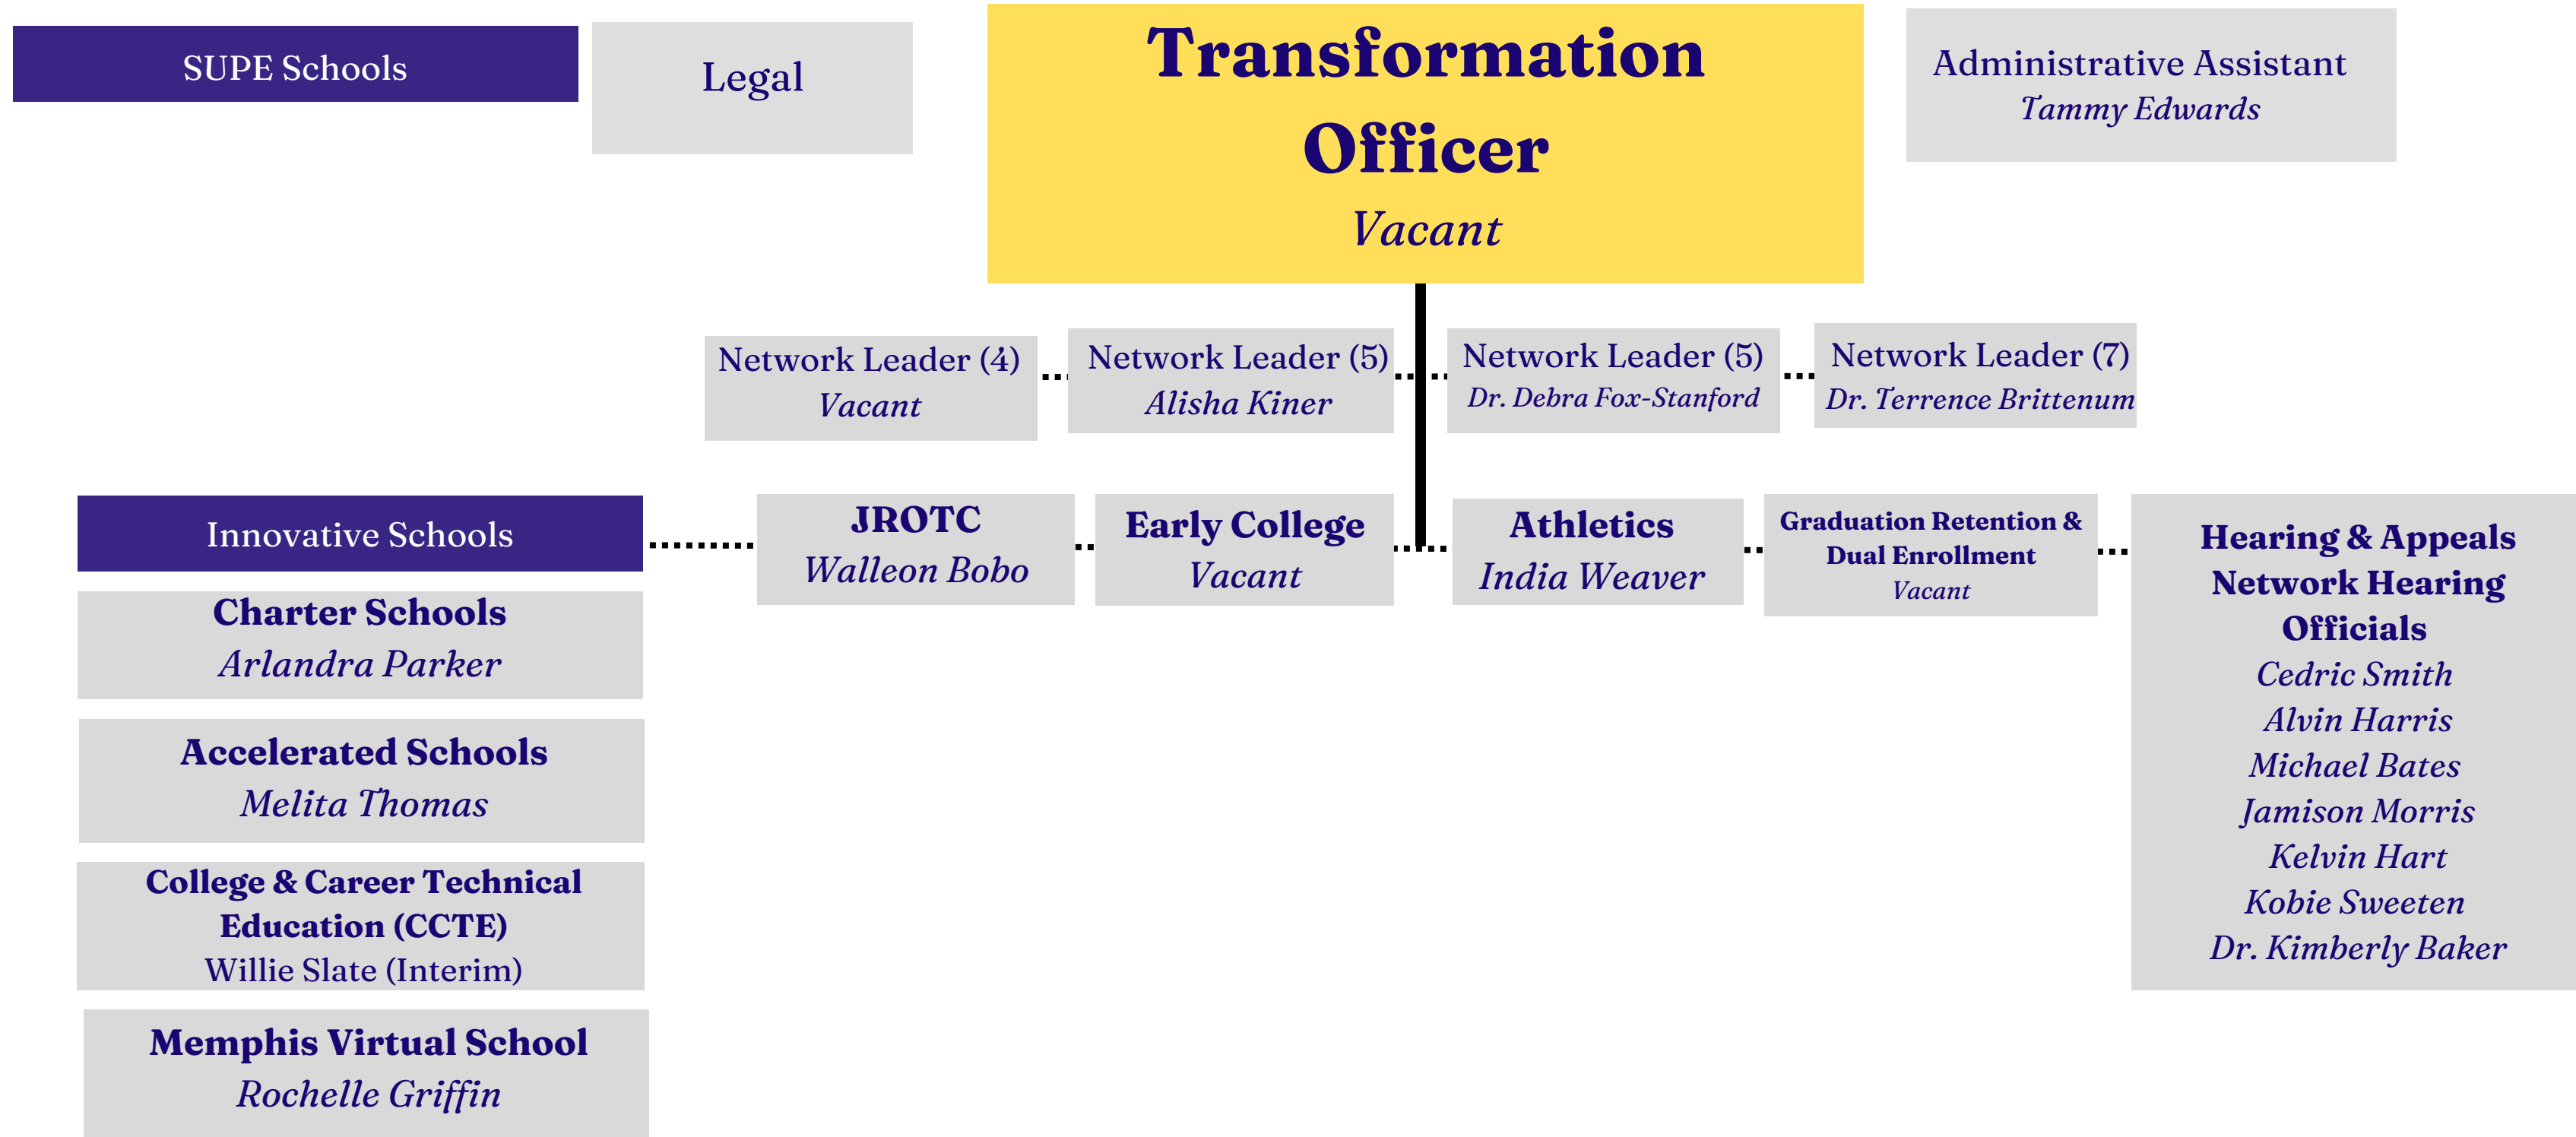 SUPE Schools
Legal
Transformation
Officer
Vacant
Administrative Assistant
Tammy Edwards
Network Leader (4)
Vacant
Network Leader (5)
Alisha Kiner
Network Leader (5)
Dr. Debra Fox-Stanford
Network Leader (7)
Dr. Terrence Brittenum
Innovative Schools
JROTC
Walleon Bobo
Early College
Vacant
Athletics
India Weaver
Graduation Retention &
Dual Enrollment
Vacant
Hearing & Appeals
Network Hearing
Officials
Cedric Smith
Alvin Harris
Michael Bates
Jamison Morris
Kelvin Hart
Kobie Sweeten
Dr. Kimberly Baker
Charter Schools
Arlandra Parker
Accelerated Schools
Melita Thomas
College & Career Technical
Education (CCTE)
Willie Slate (Interim)
Memphis Virtual School
Rochelle Griffin